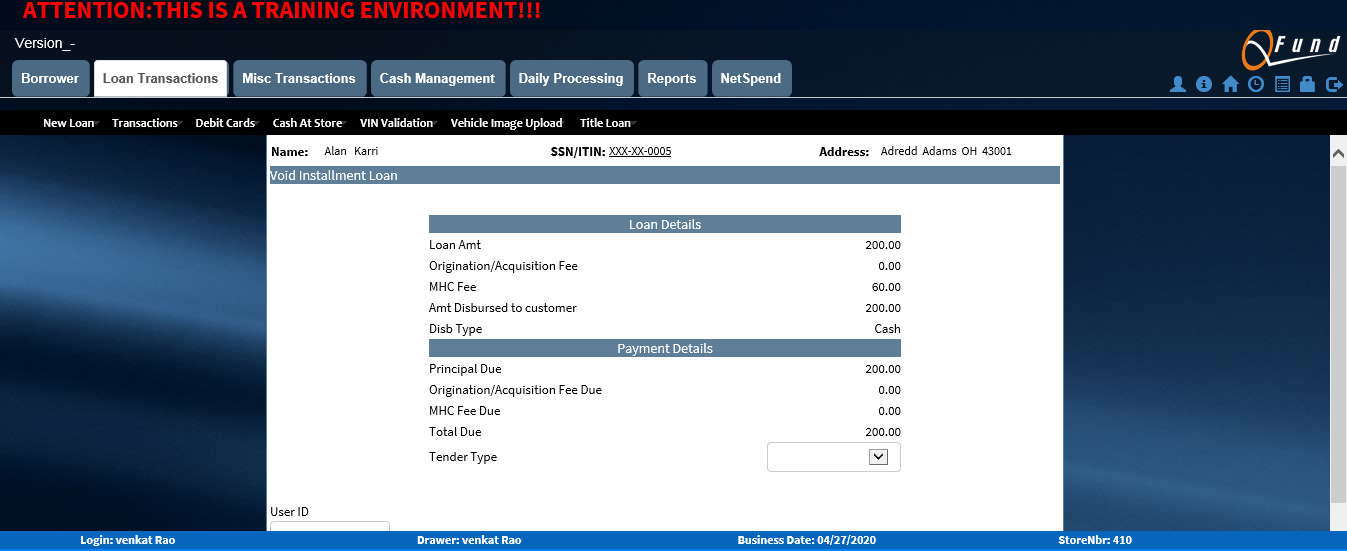 ATTENTION:THIS IS A TRAINING ENVIRONMENT!!!
Version_-
QFund
Borrower Loan Transactions Misc Transactions Cash Management Daily Processing Reports NetSpend
New Loan Transactions Debit Cards Cash At Store VIN Validation Vehicle Image Upload Title Loan
Name: Alan Karri SSN/ITIN: XXX-XX-0005 Address: Adredd Adams OH 43001
Void Installment Loan
Loan Details
Loan Amt 200.00
Origination/Acquisition Fee 0.00
MHC Fee 60.00
Amt Disbursed to customer 200.00
Disb Type Cash
Payment Details
Principal Due 200.00
Origination/Acquisition Fee Due 0.00
MHC Fee Due 0.00
Total Due 200.00
Tender Type
User ID
Login: venkat Rao Drawer: venkat Rao Business Date: 04/27/2020 StoreNbr: 410